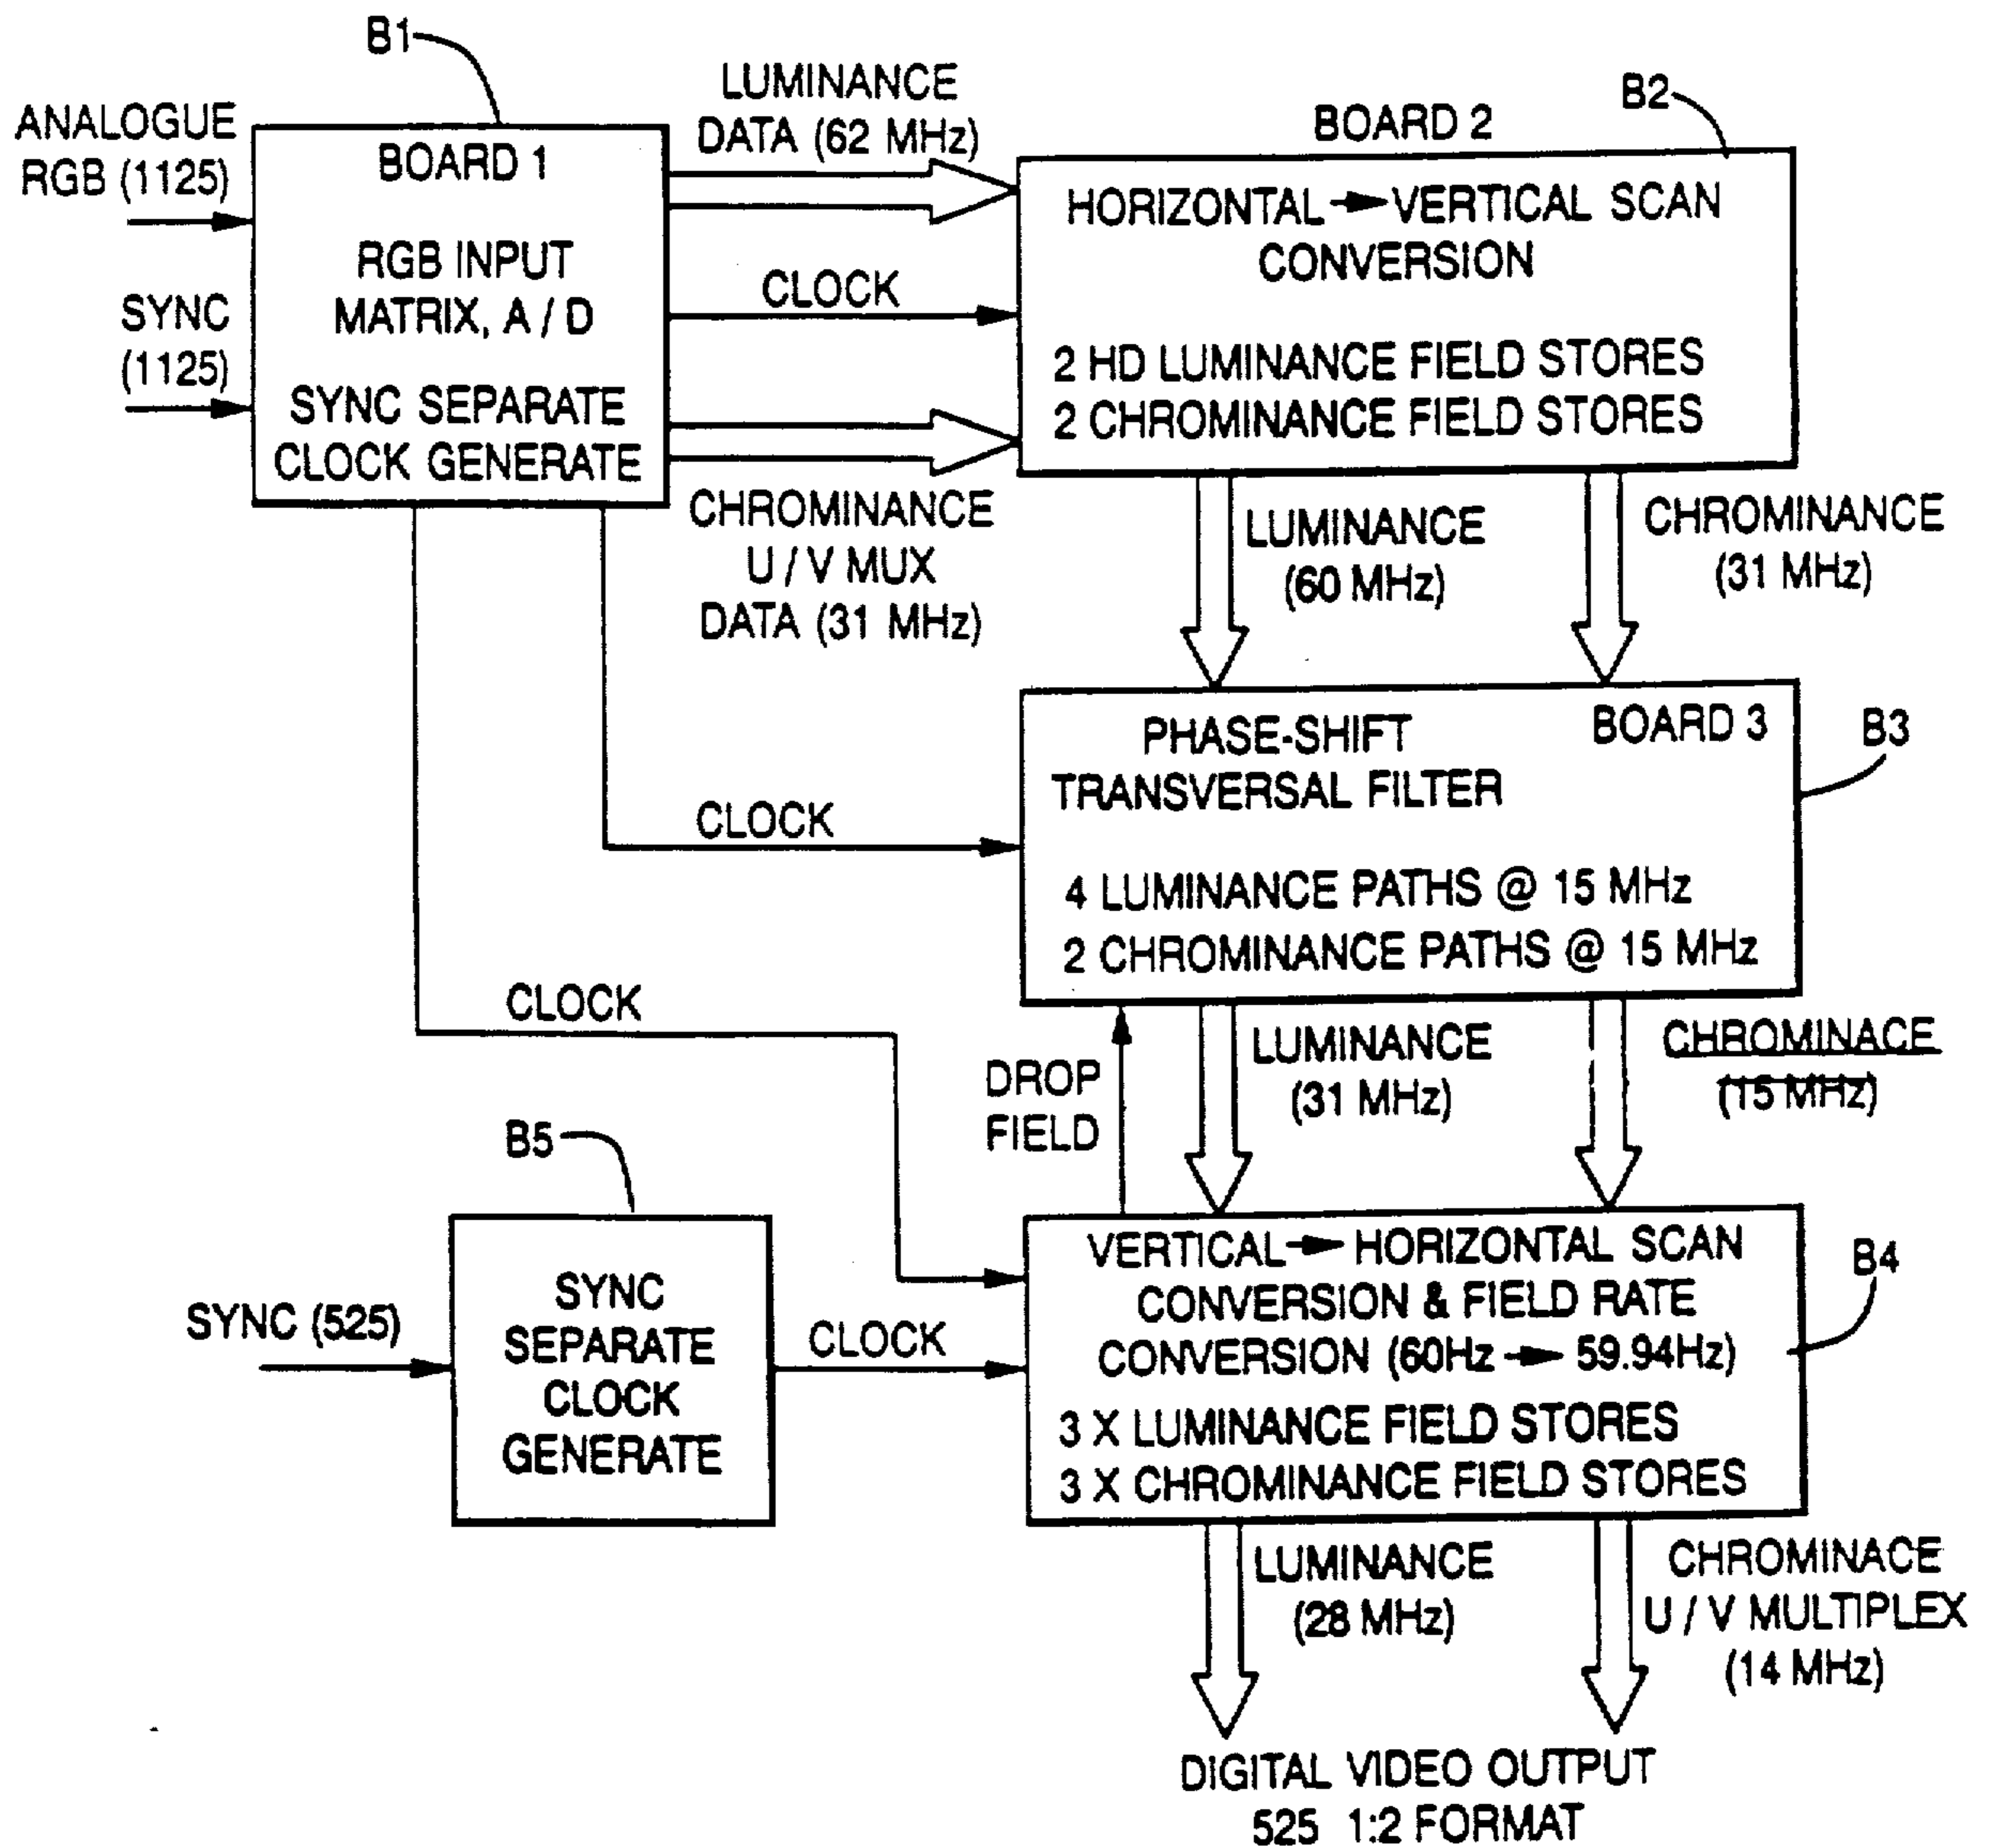 B1
ANALOGUE
RGB (1125)
SYNC
(1125)
BOARD 1
RGB INPUT
MATRIX, A / D
SYNC SEPARATE
CLOCK GENERATE
LUMINANCE
DATA (62 MHz)
CLOCK
CHROMINANCE
U / V MUX
DATA (31 MHz)
BOARD 2
B2
HORIZONTAL → VERTICAL SCAN
CONVERSION
2 HD LUMINANCE FIELD STORES
2 CHROMINANCE FIELD STORES
LUMINANCE
(60 MHz)
CHROMINANCE
(31 MHz)
PHASE-SHIFT
TRANSVERSAL FILTER
BOARD 3
B3
4 LUMINANCE PATHS @ 15 MHz
2 CHROMINANCE PATHS @ 15 MHz
CLOCK
CLOCK
DROP
FIELD
LUMINANCE
(31 MHz)
CHROMINACE
(15 MHz)
B5
SYNC (525)
SYNC
SEPARATE
CLOCK
GENERATE
CLOCK
VERTICAL → HORIZONTAL SCAN
CONVERSION & FIELD RATE
CONVERSION (60Hz → 59.94Hz)
3 X LUMINANCE FIELD STORES
3 X CHROMINANCE FIELD STORES
B4
LUMINANCE
(28 MHz)
CHROMINACE
U / V MULTIPLEX
(14 MHz)
DIGITAL VIDEO OUTPUT
525 1:2 FORMAT